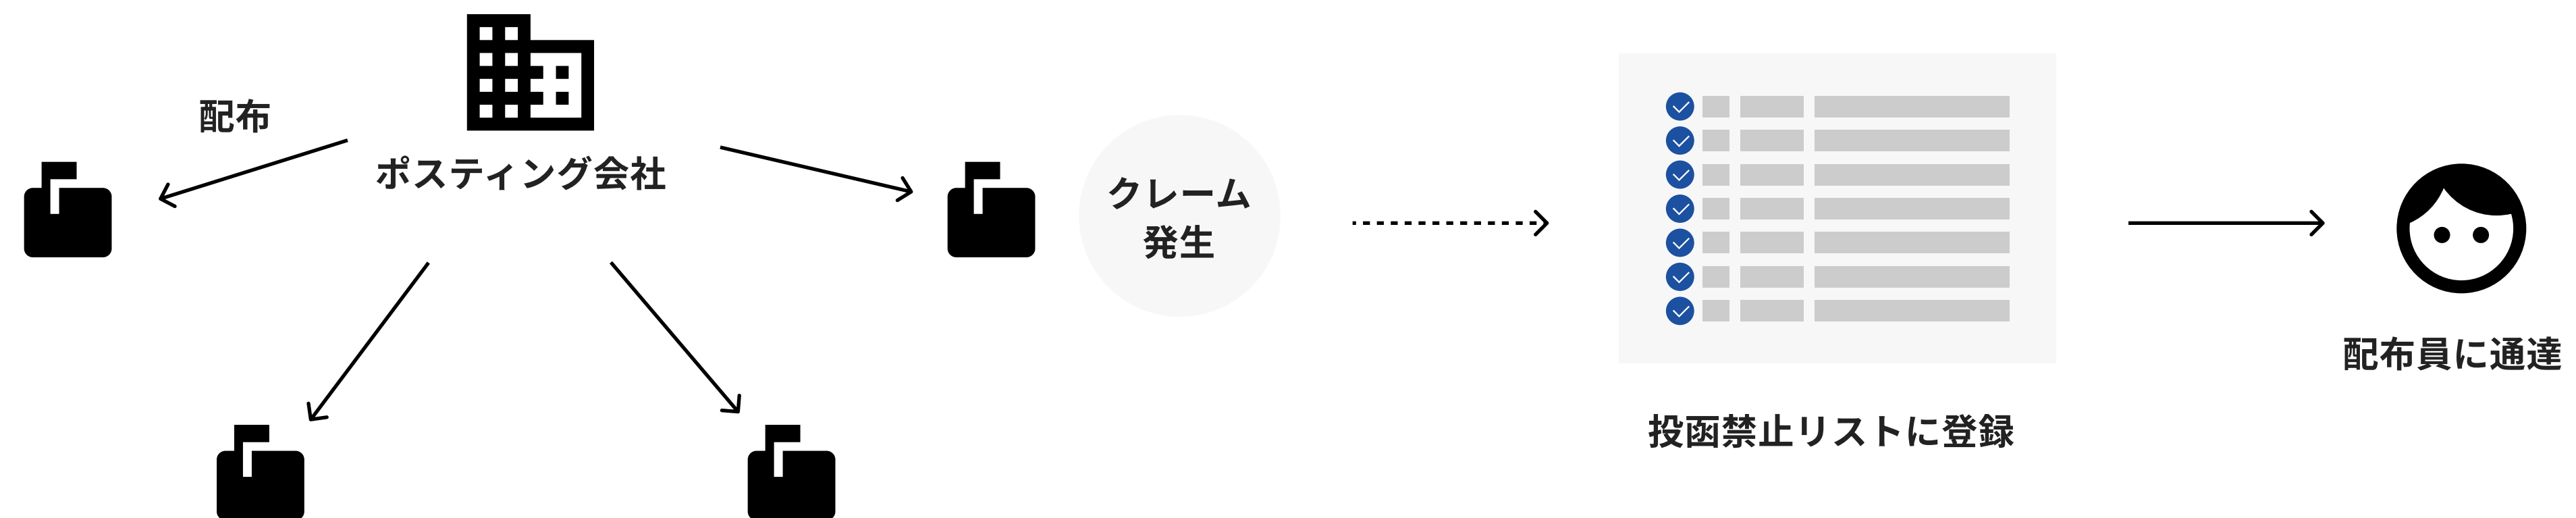 配布
ポスティング会社
クレーム
発生
投函禁止リストに登録
配布員に通達